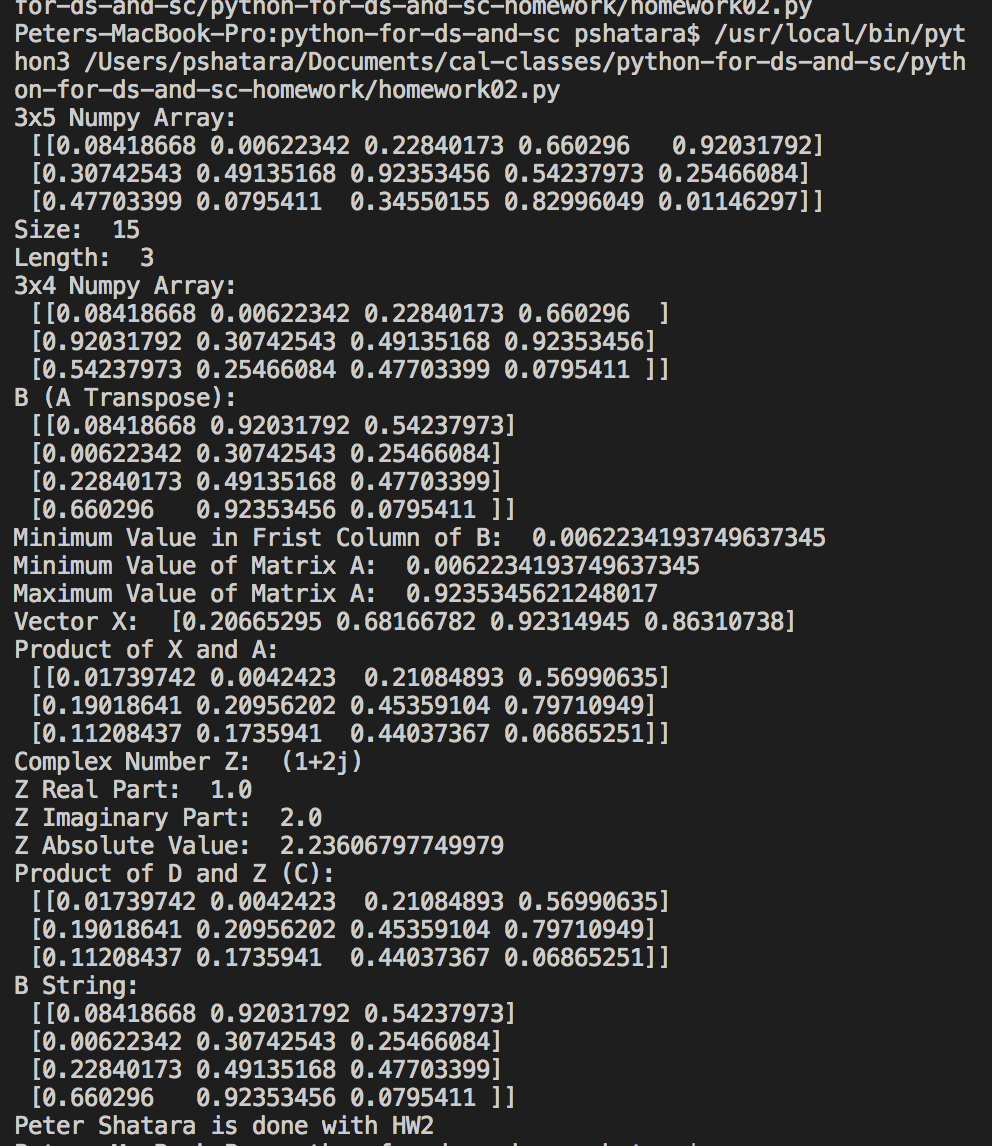 for-ds-and-sc/python-for-ds-and-sc-homework/homework02.py
Peters-MacBook-Pro:python-for-ds-and-sc pshatara$ /usr/local/bin/pyt
hon3 /Users/pshatara/Documents/cal-classes/python-for-ds-and-sc/pyth
on-for-ds-and-sc-homework/homework02.py
3x5 Numpy Array:
 [[0.08418668 0.00622342 0.22840173 0.660296   0.92031792]
 [0.30742543 0.49135168 0.92353456 0.54237973 0.25466084]
 [0.47703399 0.0795411  0.34550155 0.82996049 0.01146297]]
Size:  15
Length:  3
3x4 Numpy Array:
 [[0.08418668 0.00622342 0.22840173 0.660296  ]
 [0.92031792 0.30742543 0.49135168 0.92353456]
 [0.54237973 0.25466084 0.47703399 0.0795411 ]]
B (A Transpose):
 [[0.08418668 0.92031792 0.54237973]
 [0.00622342 0.30742543 0.25466084]
 [0.22840173 0.49135168 0.47703399]
 [0.660296   0.92353456 0.0795411 ]]
Minimum Value in Frist Column of B:  0.0062234193749637345
Minimum Value of Matrix A:  0.0062234193749637345
Maximum Value of Matrix A:  0.9235345621248017
Vector X:  [0.20665295 0.68166782 0.92314945 0.86310738]
Product of X and A:
 [[0.01739742 0.0042423  0.21084893 0.56990635]
 [0.19018641 0.20956202 0.45359104 0.79710949]
 [0.11208437 0.1735941  0.44037367 0.06865251]]
Complex Number Z:  (1+2j)
Z Real Part:  1.0
Z Imaginary Part:  2.0
Z Absolute Value:  2.23606797749979
Product of D and Z (C):
 [[0.01739742 0.0042423  0.21084893 0.56990635]
 [0.19018641 0.20956202 0.45359104 0.79710949]
 [0.11208437 0.1735941  0.44037367 0.06865251]]
B String:
 [[0.08418668 0.92031792 0.54237973]
 [0.00622342 0.30742543 0.25466084]
 [0.22840173 0.49135168 0.47703399]
 [0.660296   0.92353456 0.0795411 ]]
Peter Shatara is done with HW2